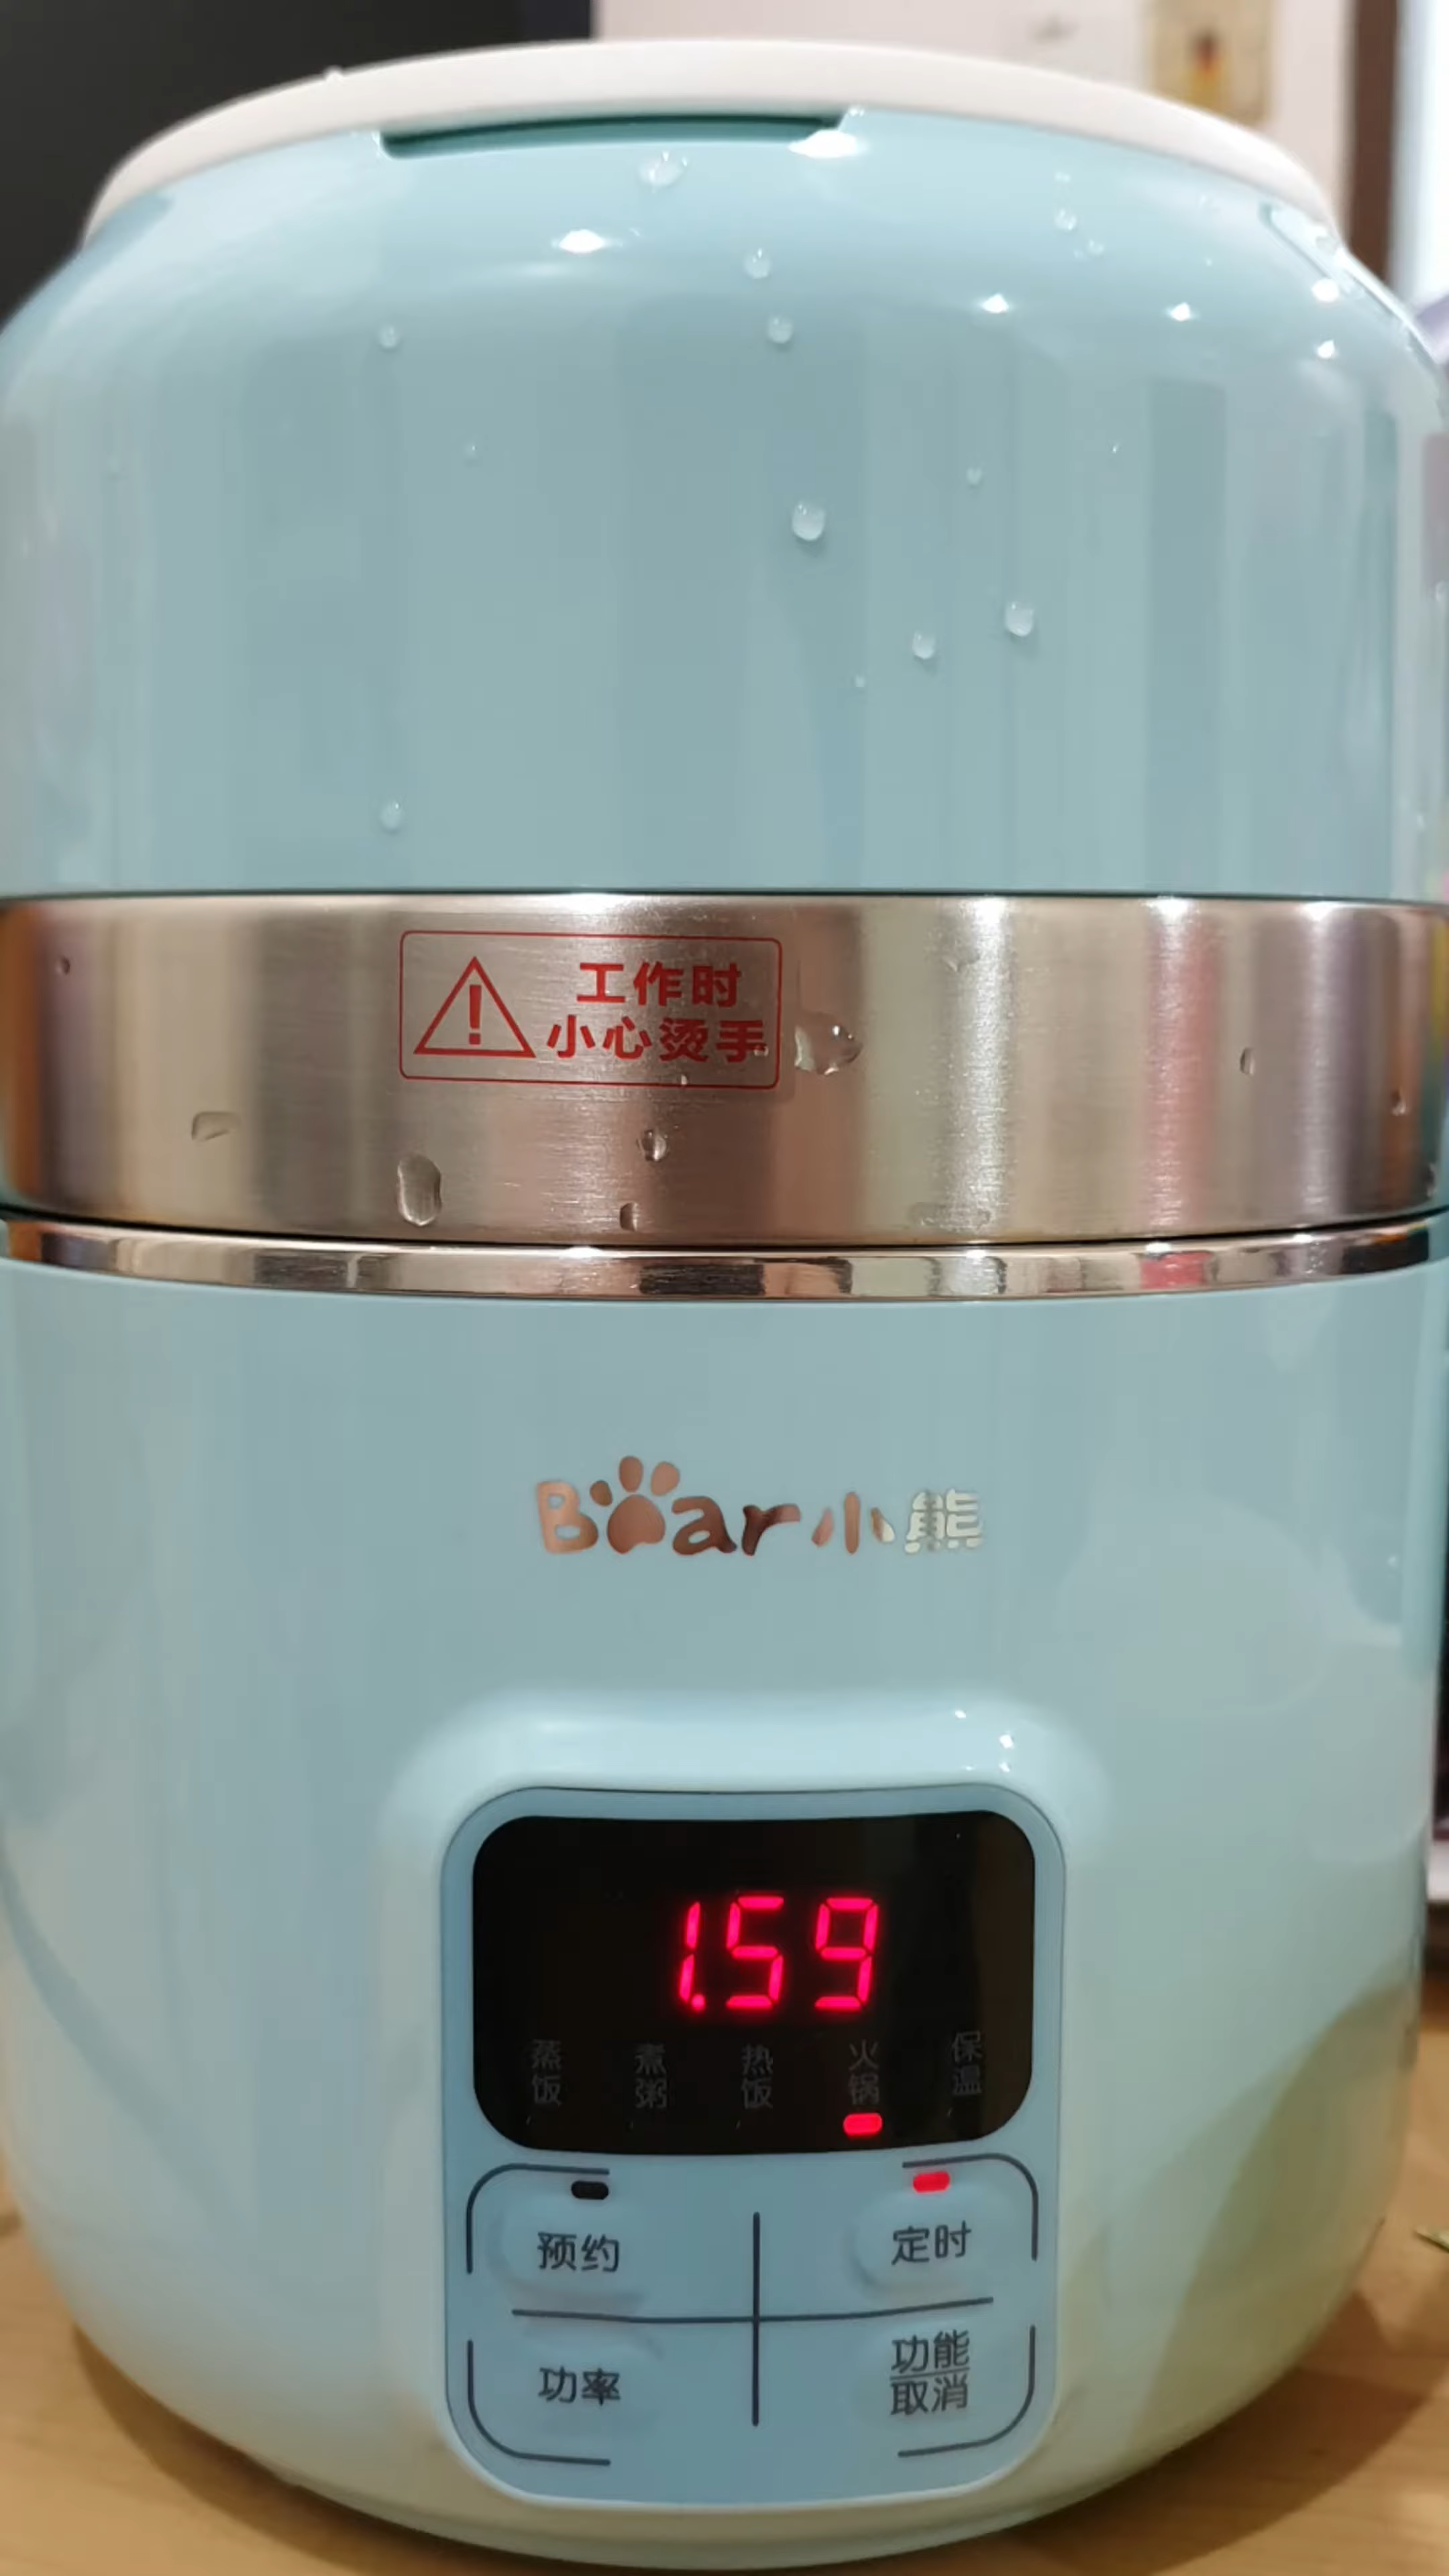 工作时
小心烫手
Bear小熊
1.59
蒸饭 煮粥 热饭 火锅 保温
预约 定时
功率 功能
取消